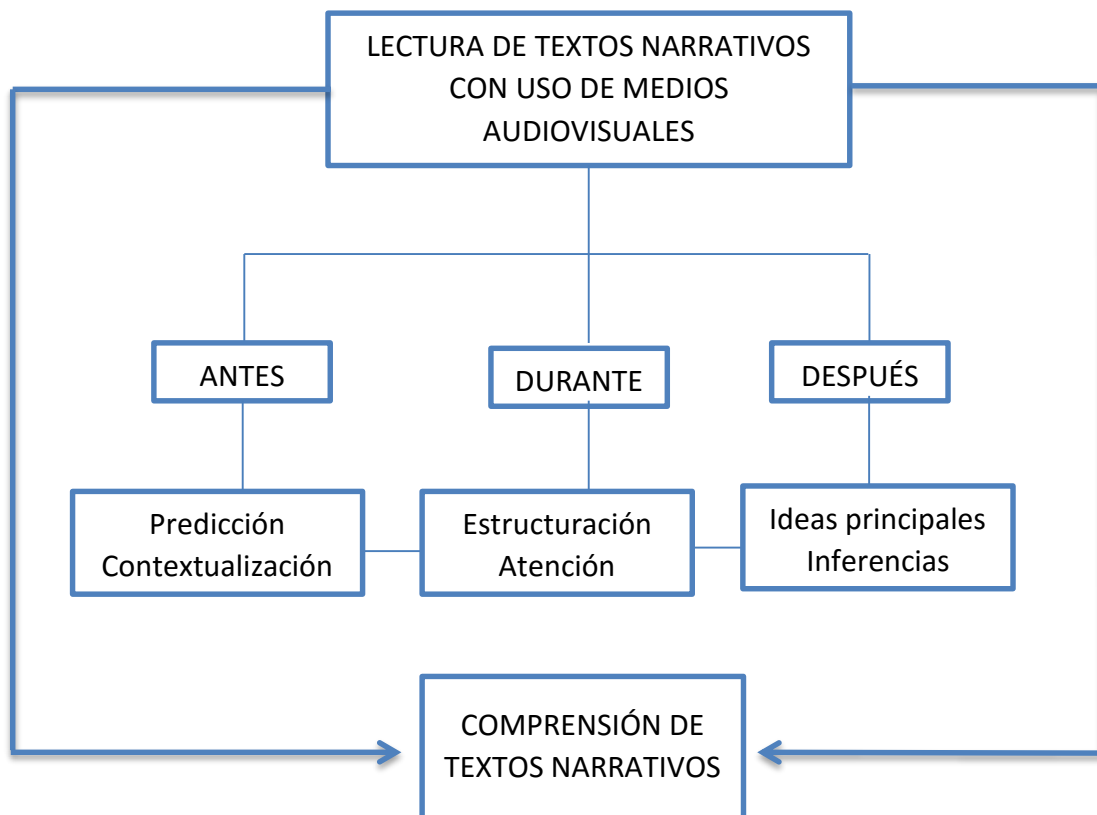 LECTURA DE TEXTOS NARRATIVOS
CON USO DE MEDIOS
AUDIOVISUALES
ANTES
DURANTE
DESPUÉS
Predicción
Contextualización
Estructuración
Atención
Ideas principales
Inferencias
COMPRENSIÓN DE
TEXTOS NARRATIVOS